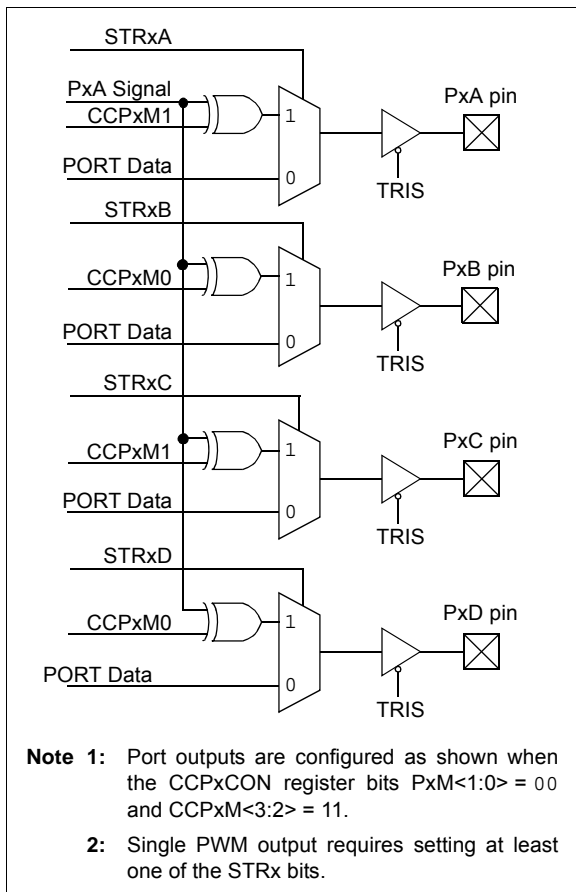 STRxA
PxA Signal
CCPxM1
1
PORT Data
0
TRIS
PxA pin
STRxB
CCPxM0
1
PORT Data
0
TRIS
PxB pin
STRxC
CCPxM1
1
PORT Data
0
TRIS
PxC pin
STRxD
CCPxM0
1
PORT Data
0
TRIS
PxD pin
Note 1: Port outputs are configured as shown when
the CCPxCON register bits PxM<1:0> = 00
and CCPxM<3:2> = 11.
2: Single PWM output requires setting at least
one of the STRx bits.